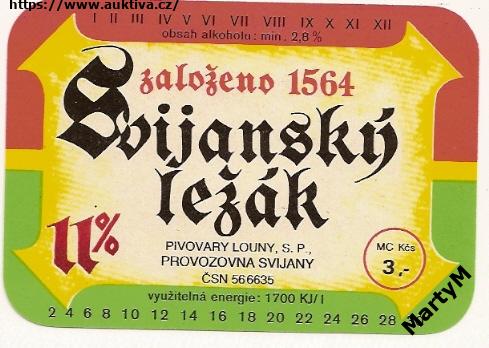 https://www.auktiva.cz/
I II III IV V VI VII VIII IX X XI XII
obsah alkoholu: min. 2,8 %
založeno 1564
Svijanský
ležák
11%
PIVOVARY LOUNY, S. P.,
PROVOZOVNA SVIJANY
ČSN 566635
MC Kčs
3,-
využitelná energie: 1700 KJ/l
2 4 6 8 10 12 14 16 18 20 22 24 26 28
MartyM